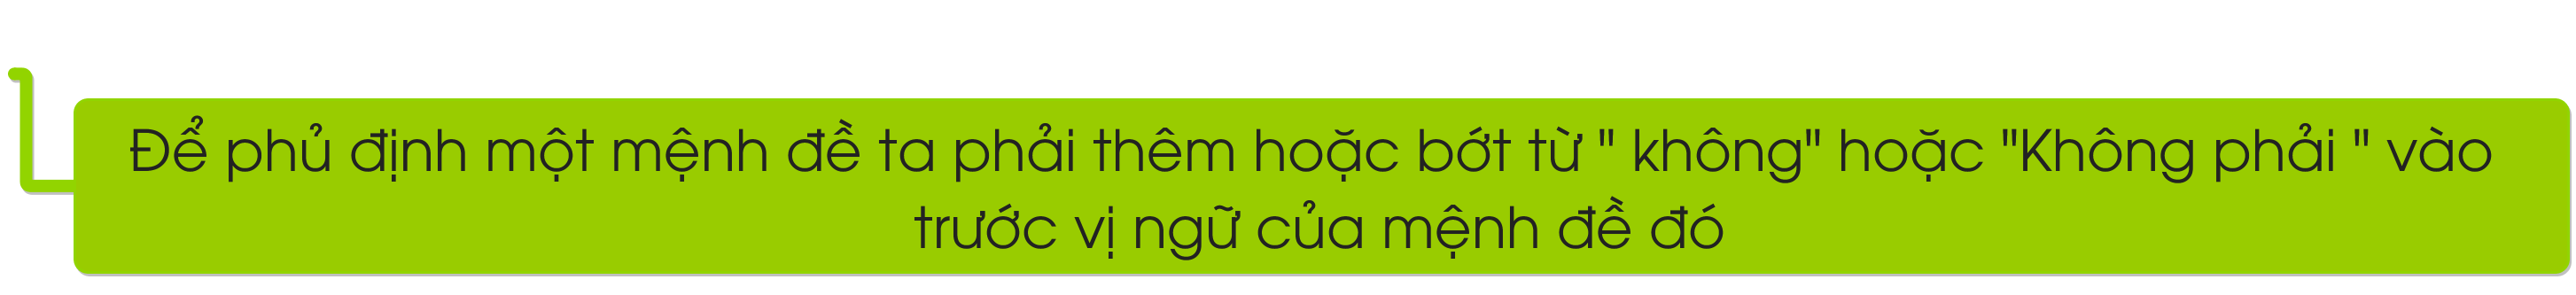 Để phủ định một mệnh đề ta phải thêm hoặc bớt từ " không" hoặc "Không phải " vào
trước vị ngữ của mệnh đề đó